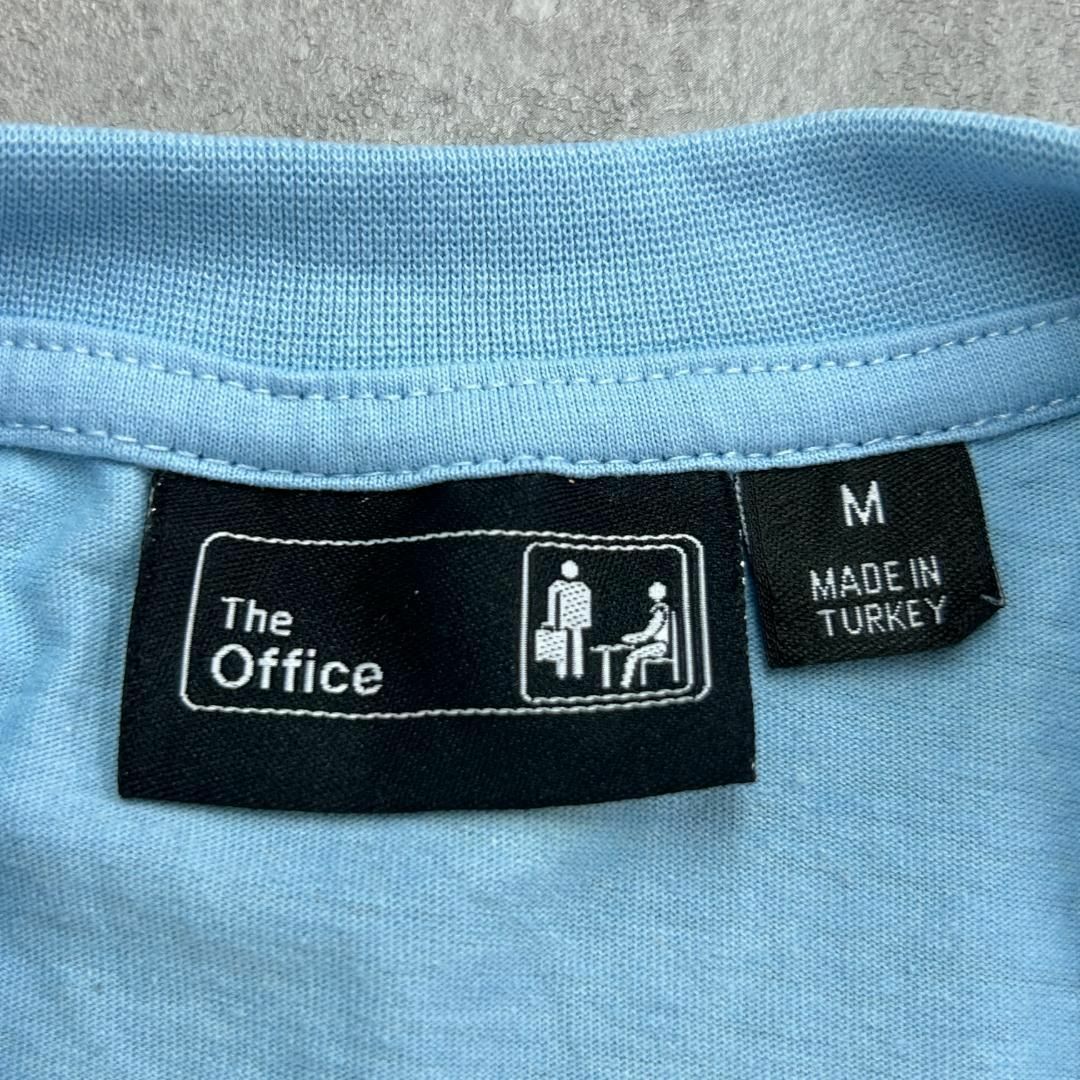 The
Office
M
MADE IN
TURKEY